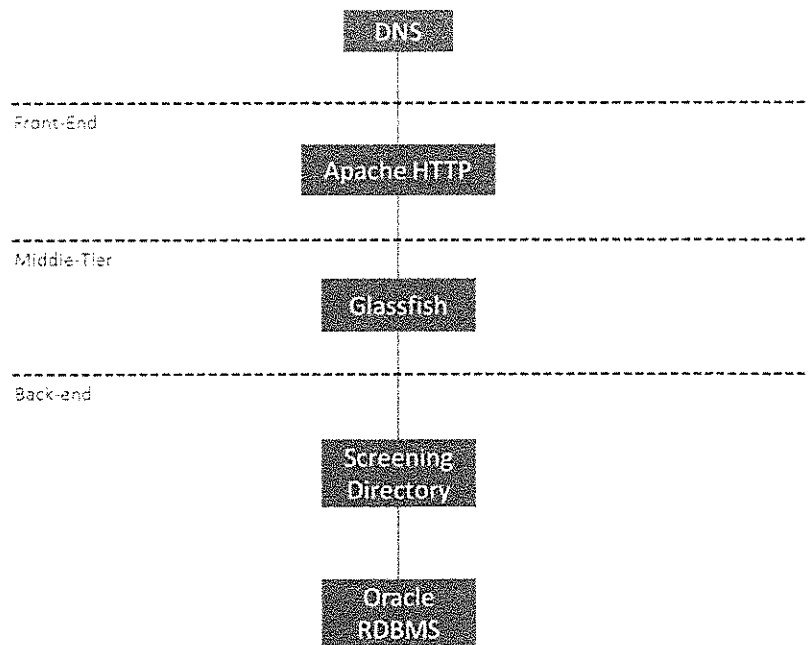 DNS
Front-End
Apache HTTP
Middle-Tier
Glassfish
Back-end
Screening
Directory
Oracle
RDBMS